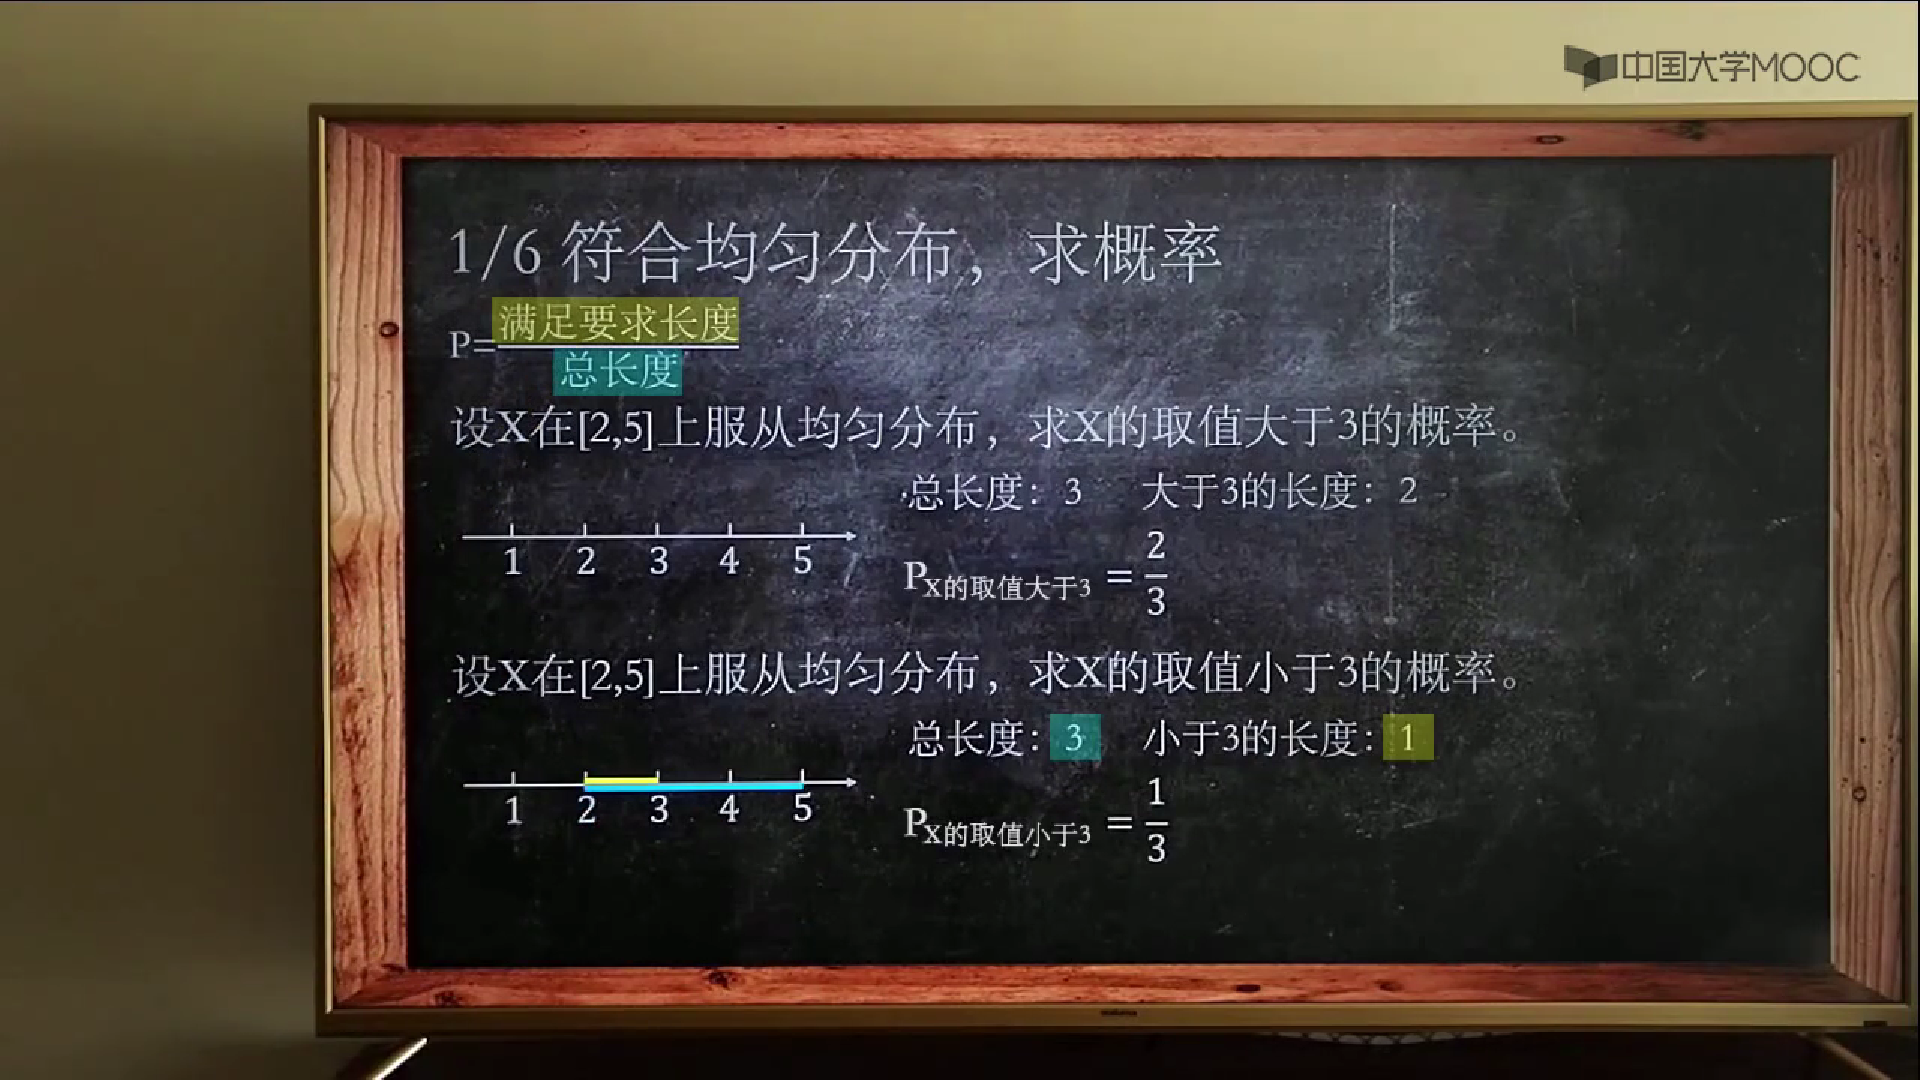 中国大学MOOC
1/6 符合均匀分布，求概率
P=满足要求长度/总长度
设X在[2,5]上服从均匀分布，求X的取值大于3的概率。
总长度：3 大于3的长度：2
1 2 3 4 5
P X的取值大于3 = 2/3
设X在[2,5]上服从均匀分布，求X的取值小于3的概率。
总长度：3 小于3的长度：1
1 2 3 4 5
P X的取值小于3 = 1/3